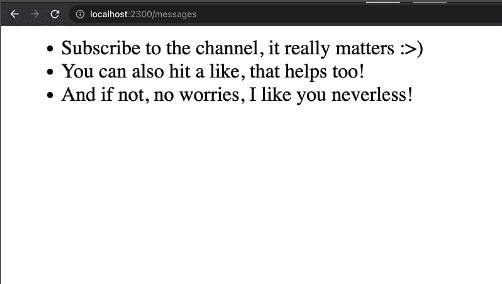 localhost:2300/messages
• Subscribe to the channel, it really matters :>)
• You can also hit a like, that helps too!
• And if not, no worries, I like you neverless!